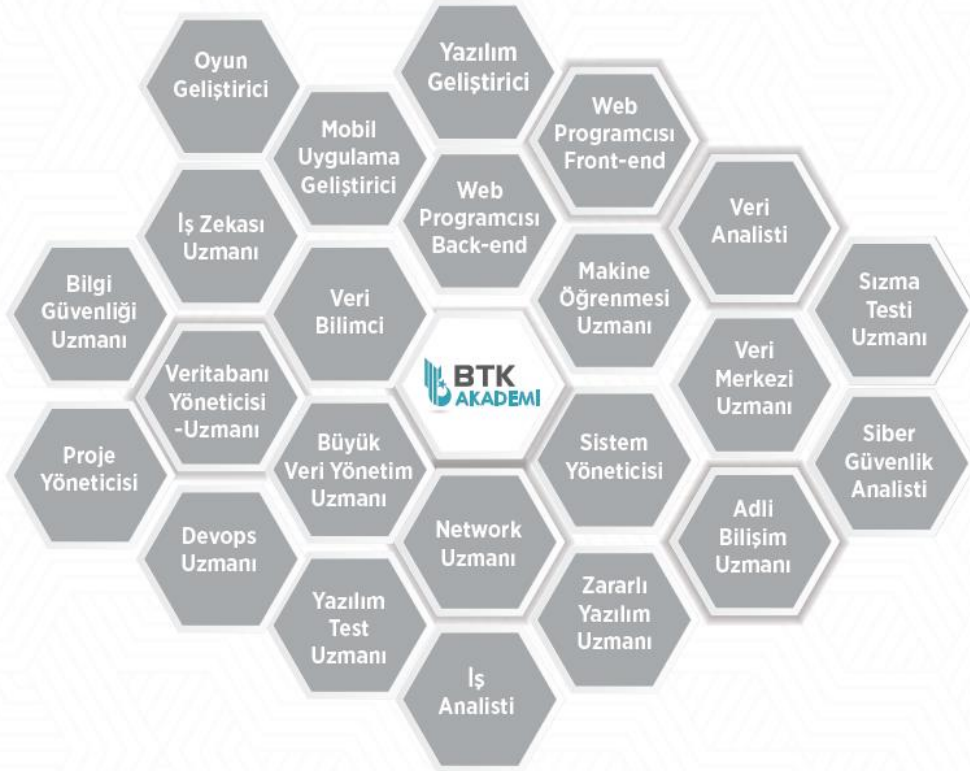 Oyun
Geliştirici
Yazılım
Geliştirici
Mobil
Uygulama
Geliştirici
Web
Programcısı
Front-end
İş Zekası
Uzmanı
Web
Programcısı
Back-end
Veri
Analisti
Bilgi
Güvenliği
Uzmanı
Veri
Bilimci
Makine
Öğrenmesi
Uzmanı
Sızma
Testi
Uzmanı
Veritabanı
Yöneticisi
-Uzmanı
BTK
AKADEMİ
Veri
Merkezi
Uzmanı
Proje
Yöneticisi
Büyük
Veri Yönetim
Uzmanı
Sistem
Yöneticisi
Siber
Güvenlik
Analisti
Devops
Uzmanı
Network
Uzmanı
Adli
Bilişim
Uzmanı
Yazılım
Test
Uzmanı
Zararlı
Yazılım
Uzmanı
İş
Analisti